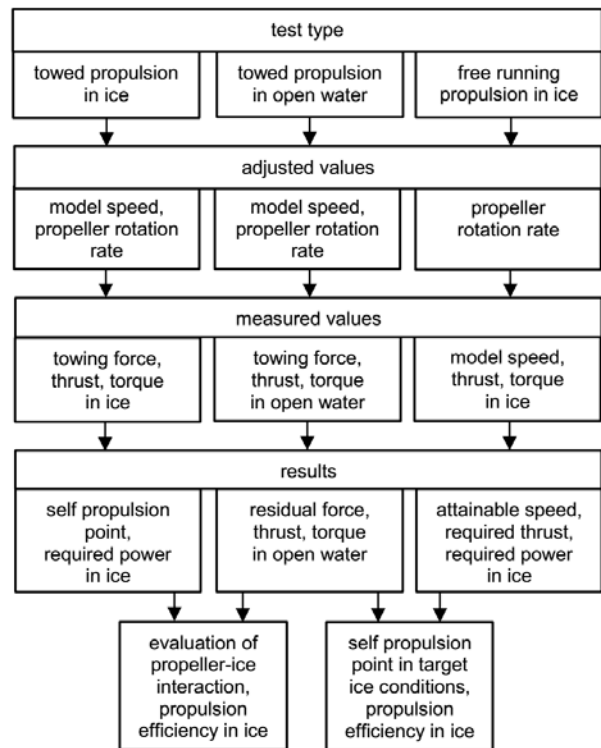 test type
towed propulsion
in ice
towed propulsion
in open water
free running
propulsion in ice
adjusted values
model speed,
propeller rotation
rate
model speed,
propeller rotation
rate
propeller
rotation rate
measured values
towing force,
thrust, torque
in ice
towing force,
thrust, torque
in open water
model speed,
thrust, torque
in ice
results
self propulsion
point,
required power
in ice
residual force,
thrust, torque
in open water
attainable speed,
required thrust,
required power
in ice
evaluation of
propeller-ice
interaction,
propulsion
efficiency in ice
self propulsion
point in target
ice conditions,
propulsion
efficiency in ice